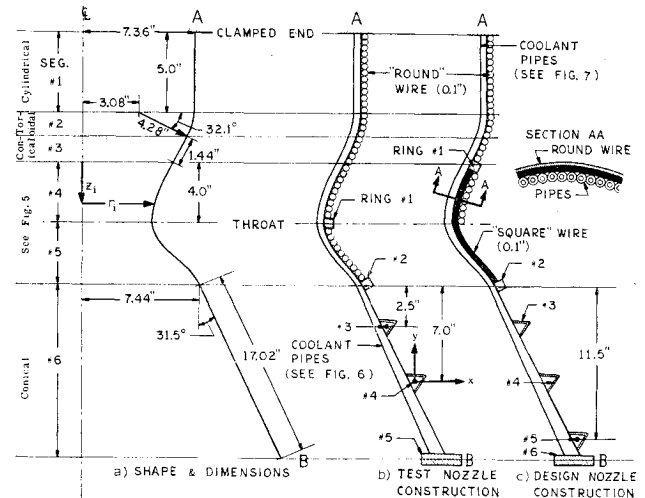 ℄
A
7.36"
CLAMPED END
A
A
SEG.
#1
Cylindrical
5.0"
"ROUND"
WIRE (0.1")
COOLANT
PIPES
(SEE FIG. 7)
3.08"
#2
4.28"
32.1°
Con-Tor-
ical oidal
#3
1.44"
RING #1
SECTION AA
ROUND WIRE
PIPES
A
A
#4
See Fig. 5
zi
ri
4.0"
RING #1
THROAT
"SQUARE" WIRE
(0.1")
#5
#2
#2
7.44"
31.5°
17.02"
2.5"
7.0"
#3
#3
11.5"
COOLANT
PIPES
(SEE FIG. 6)
y
x
#4
#4
#6
Conical
#5
#5
#6
B
B
B
a) SHAPE & DIMENSIONS
b) TEST NOZZLE
CONSTRUCTION
c) DESIGN NOZZLE
CONSTRUCTION